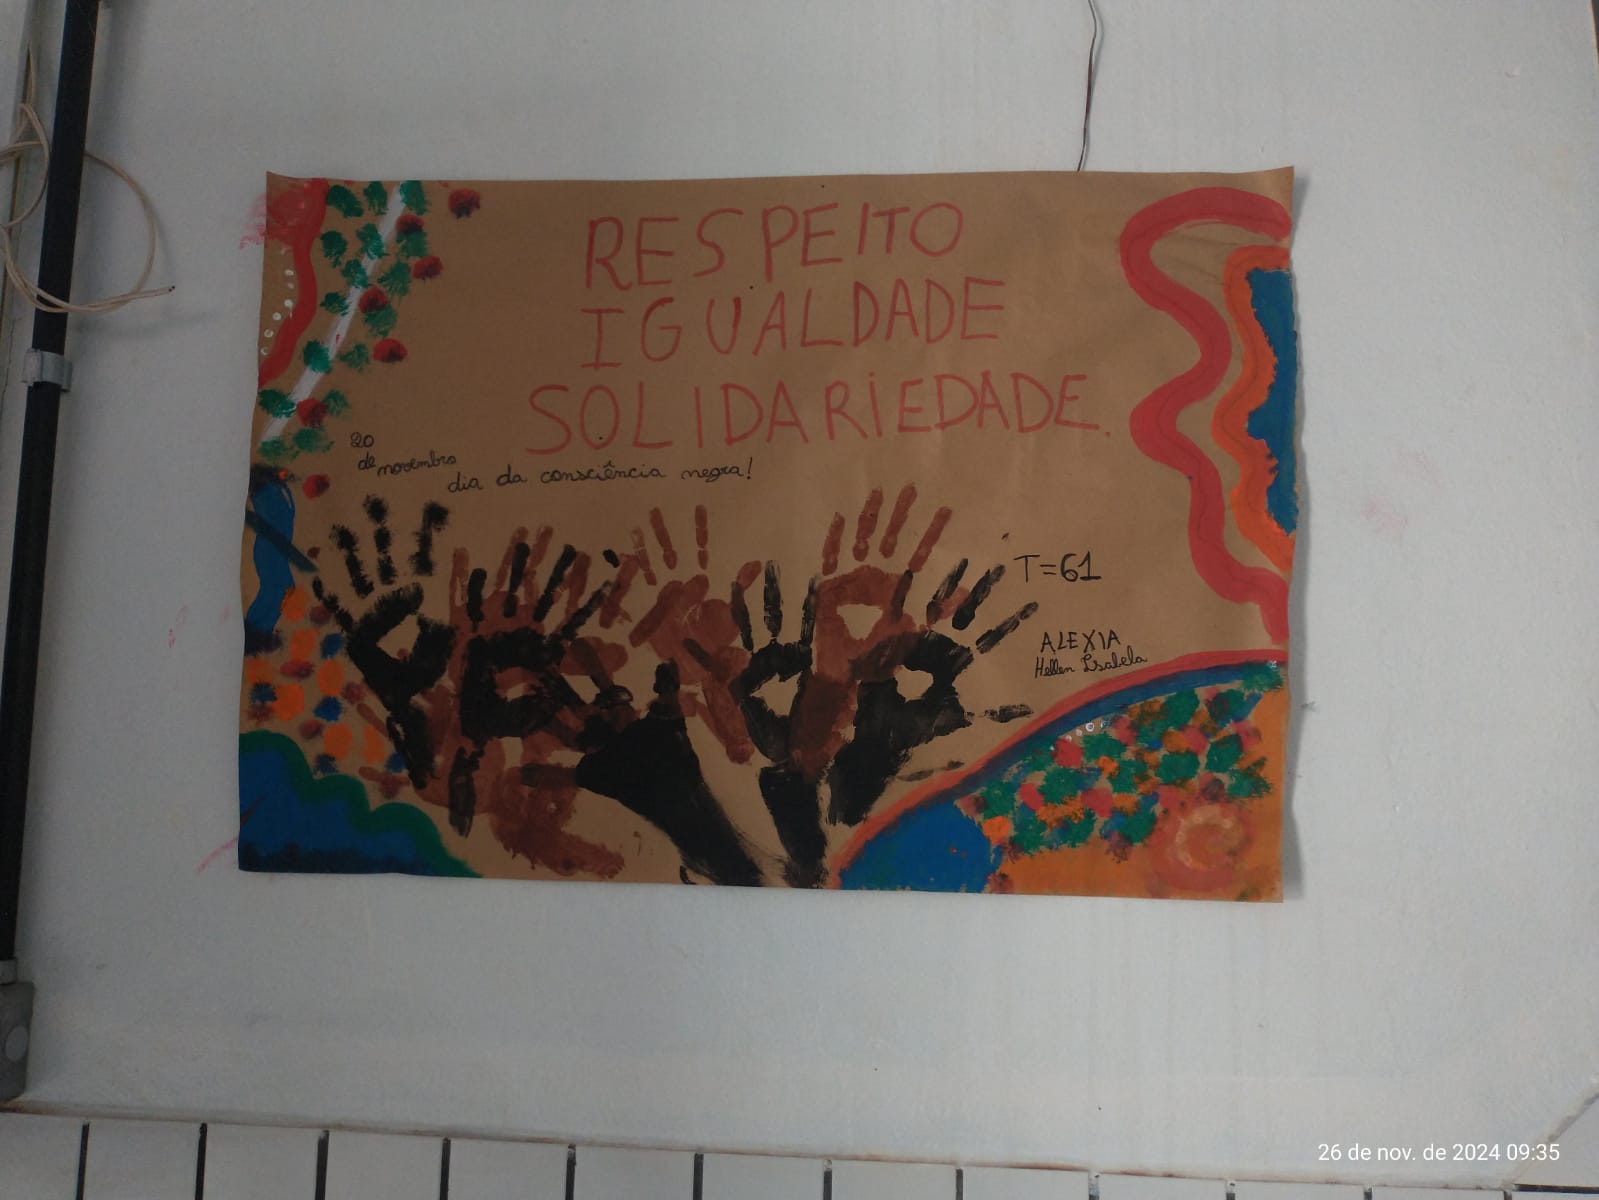 RESPEITO
IGUALDADE
SOLIDARIEDADE.
20
de novembro
dia da consciência negra!
T=61
ALEXIA
Hellen Isabela
26 de nov. de 2024 09:35